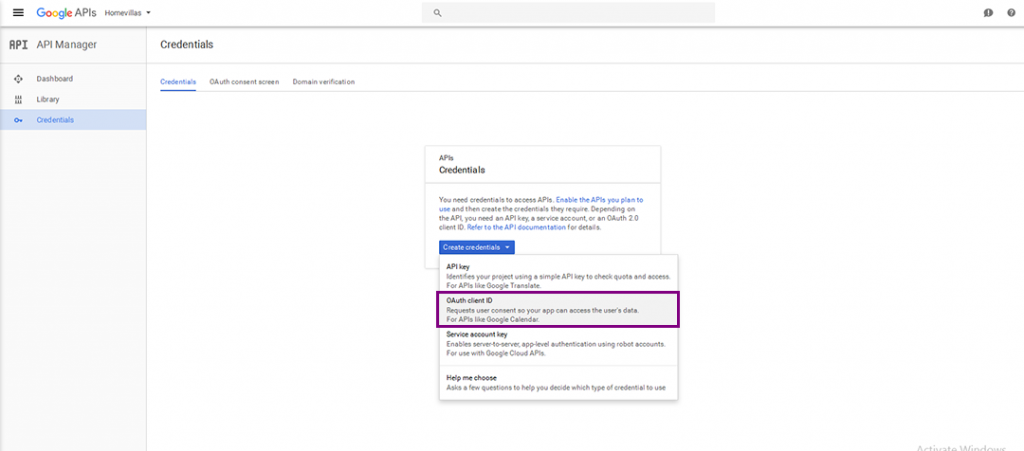 Google APIs Homevillas
API API Manager
Credentials
Dashboard
Library
Credentials
Credentials OAuth consent screen Domain verification
APIs
Credentials
You need credentials to access APIs. Enable the APIs you plan to
use and then create the credentials they require. Depending on
the API, you need an API key, a service account, or an OAuth 2.0
client ID. Refer to the API documentation for details.
Create credentials
API key
Identifies your project using a simple API key to check quota and access.
For APIs like Google Translate.
OAuth client ID
Requests user consent so your app can access the user's data.
For APIs like Google Calendar.
Service account key
Enables server-to-server, app-level authentication using robot accounts.
For use with Google Cloud APIs.
Help me choose
Asks a few questions to help you decide which type of credential to use
Activate Windows